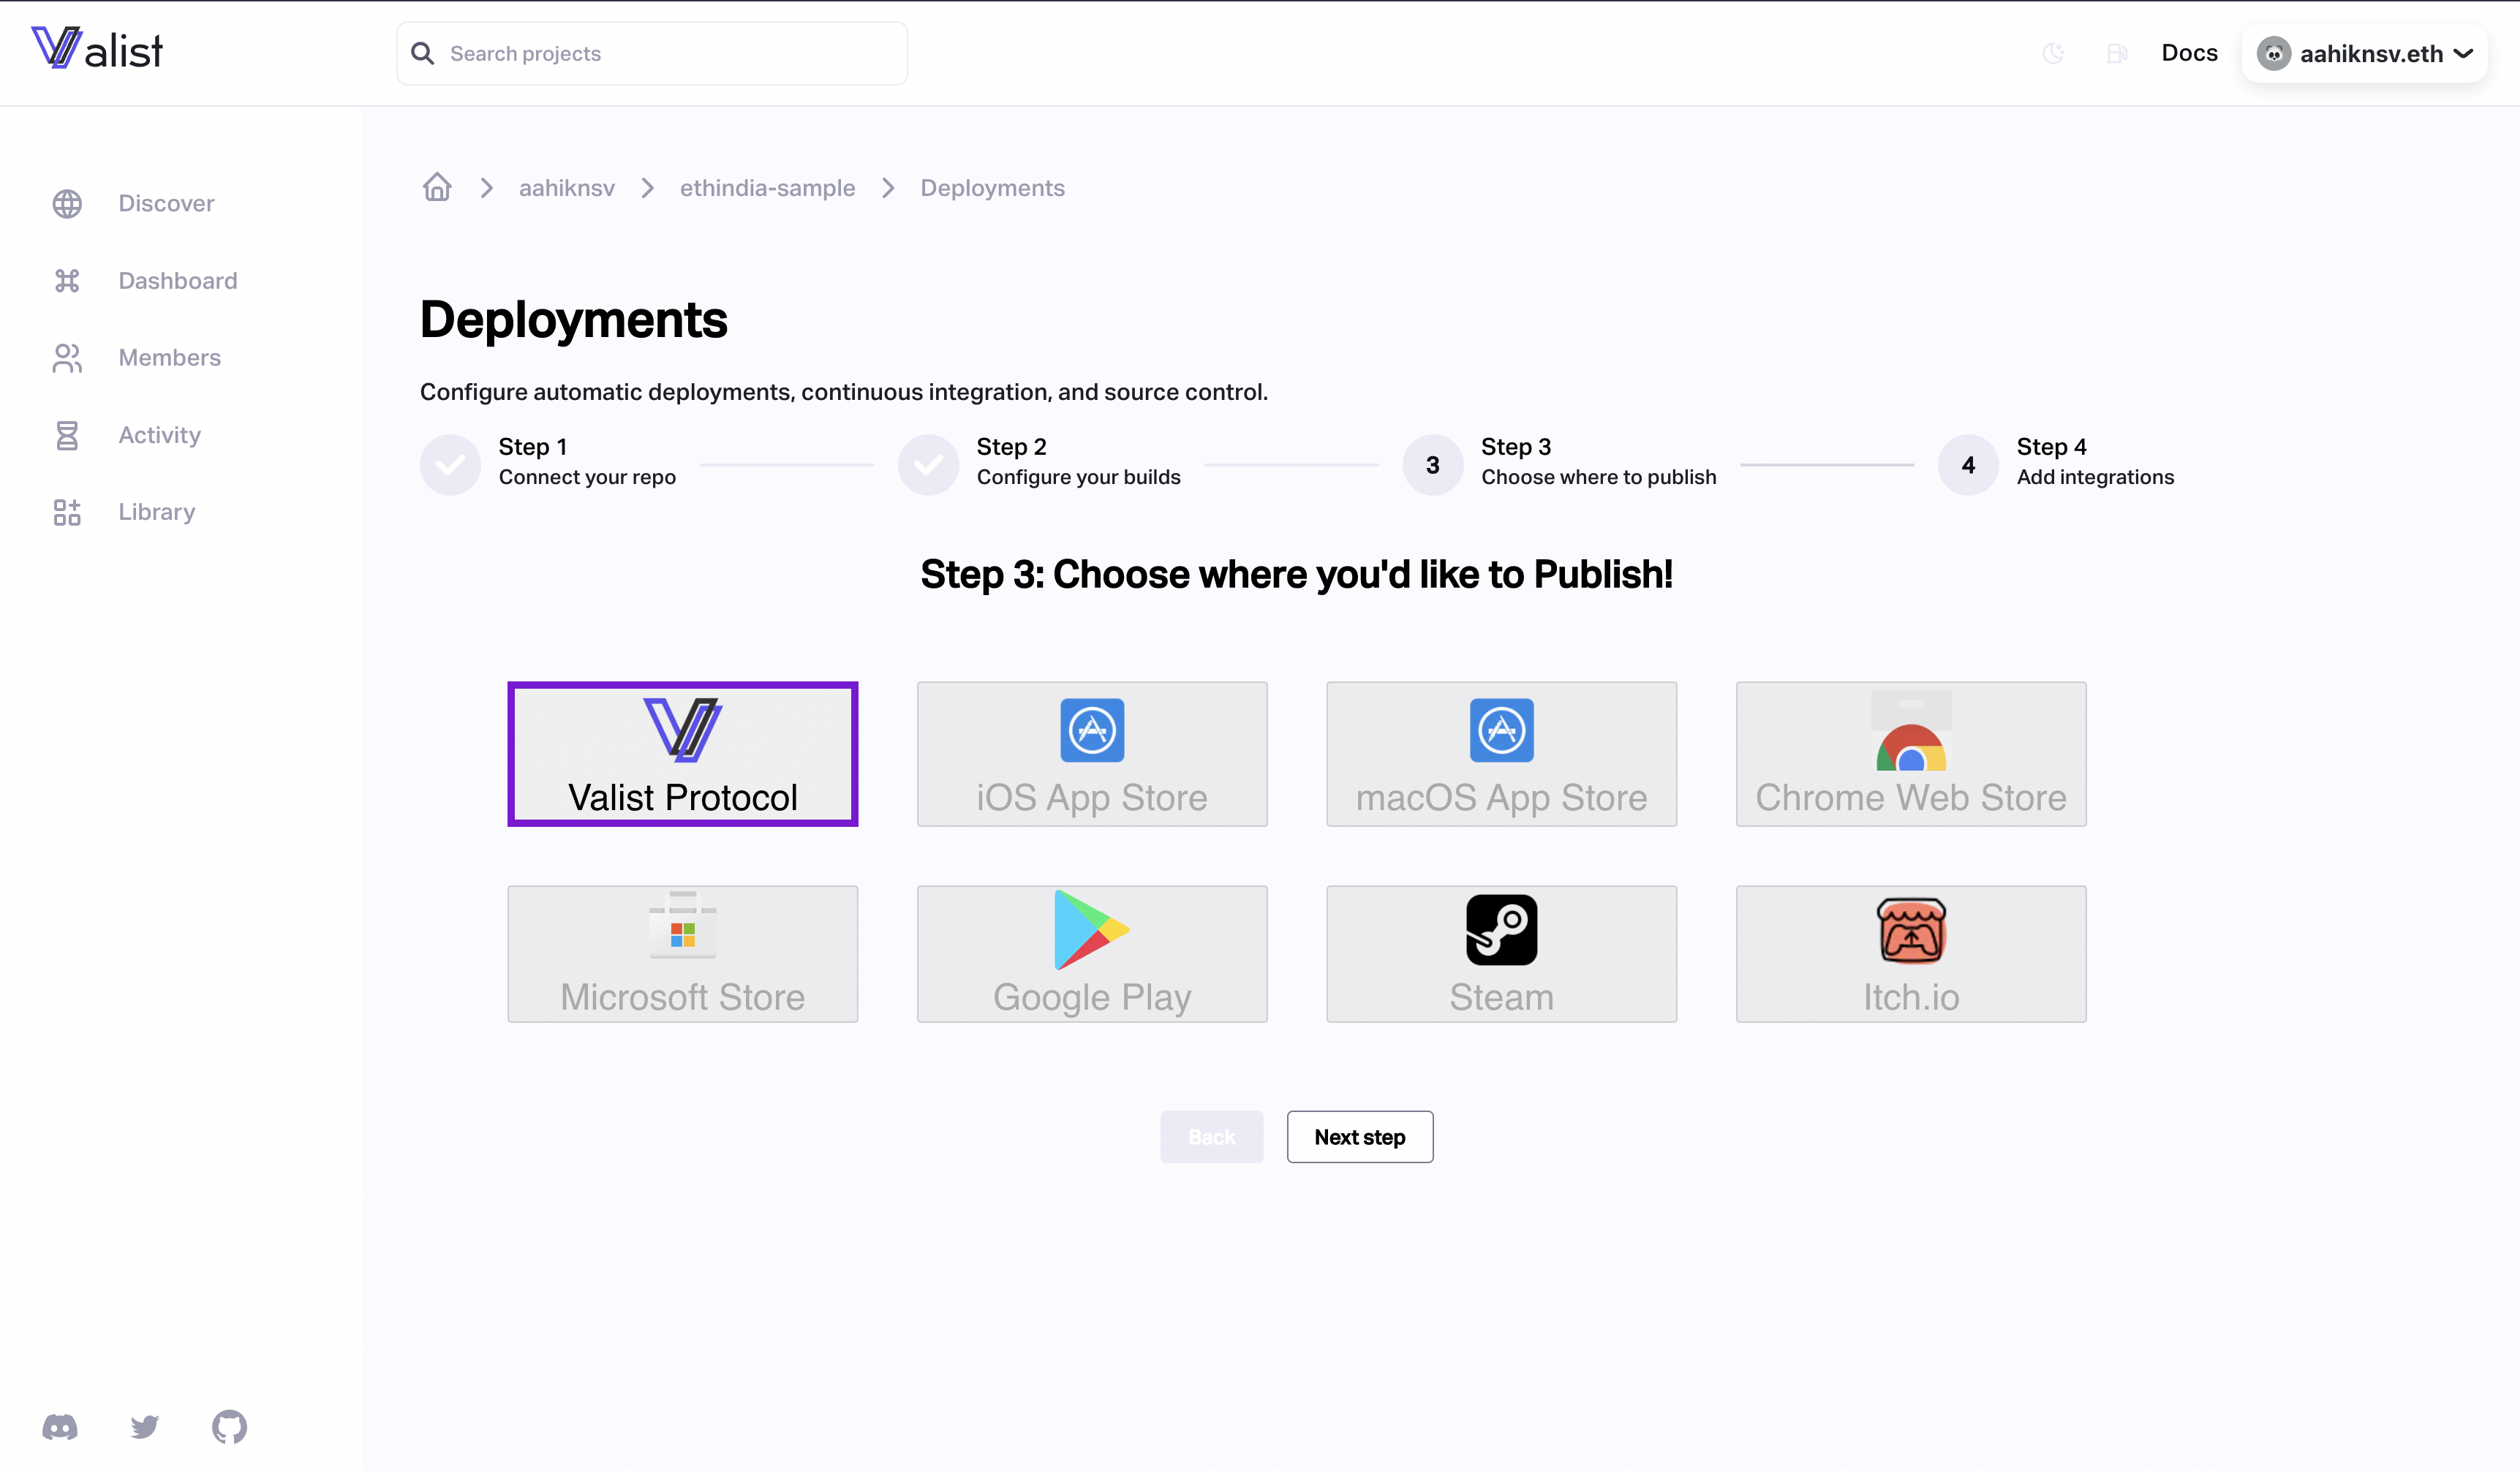 Valist
Search projects
Docs
aahiknsv.eth
Discover
Dashboard
Members
Activity
Library
aahiknsv
ethindia-sample
Deployments
Deployments
Configure automatic deployments, continuous integration, and source control.
Step 1
Connect your repo
Step 2
Configure your builds
3
Step 3
Choose where to publish
4
Step 4
Add integrations
Step 3: Choose where you'd like to Publish!
Valist Protocol
iOS App Store
macOS App Store
Chrome Web Store
Microsoft Store
Google Play
Steam
Itch.io
Back
Next step